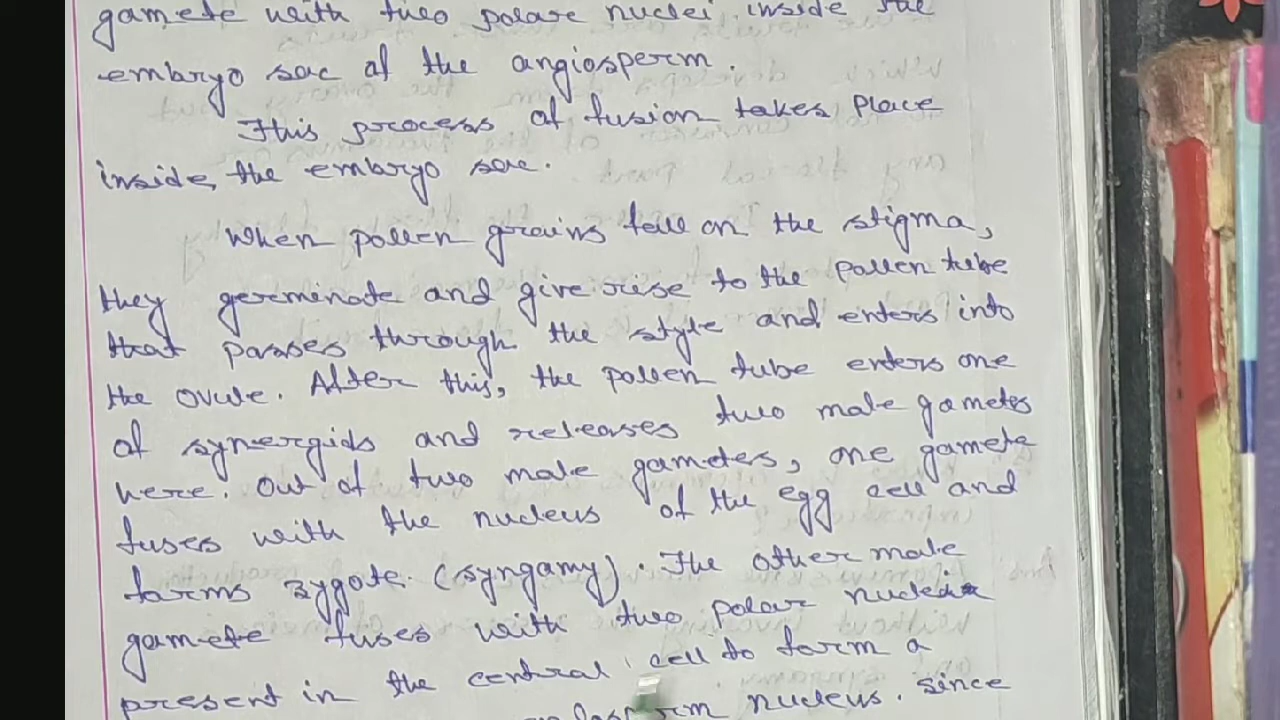 gamete with two polar nuclei inside the
embryo sac of the angiosperm.
This process of fusion takes place
inside the embryo sac.
When pollen grains fall on the stigma,
they germinate and give rise to the pollen tube
that passes through the style and enters into
the ovule. After this, the pollen tube enters one
of synergids and releases two male gametes
here. Out of two male gametes, one gamete
fuses with the nucleus of the egg cell and
forms zygote (syngamy). The other male
gamete fuses with two polar nuclei
present in the central cell to form a
nucleus. Since